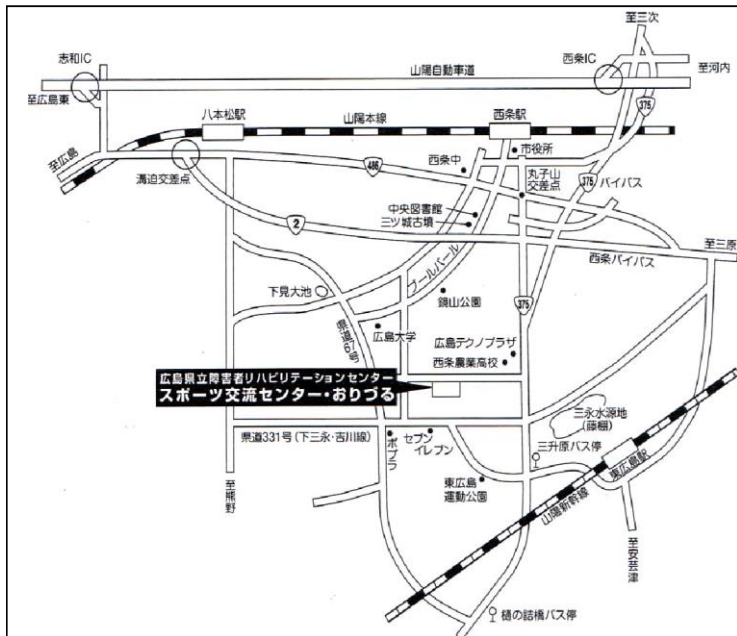 至三次
志和IC
西条IC
山陽自動車道
至河内
至広島東
375
八本松駅
山陽本線
西条駅
市役所
至広島
西条中
486
丸子山
交差点
375
バイパス
溝迫交差点
中央図書館
三ツ城古墳
2
至三原
西条バイパス
ブールバール
下見大池
鏡山公園
375
広島大学
広島テクノプラザ
西条農業高校
広島県立障害者リハビリテーションセンター
スポーツ交流センター・おりづる
三永水源地
(藤棚)
県道331号(下三永・吉川線)
ポプラ
セブン
イレブン
三升原バス停
東広島駅
至熊野
東広島
運動公園
山陽新幹線
至安芸津
樋の詰橋バス停